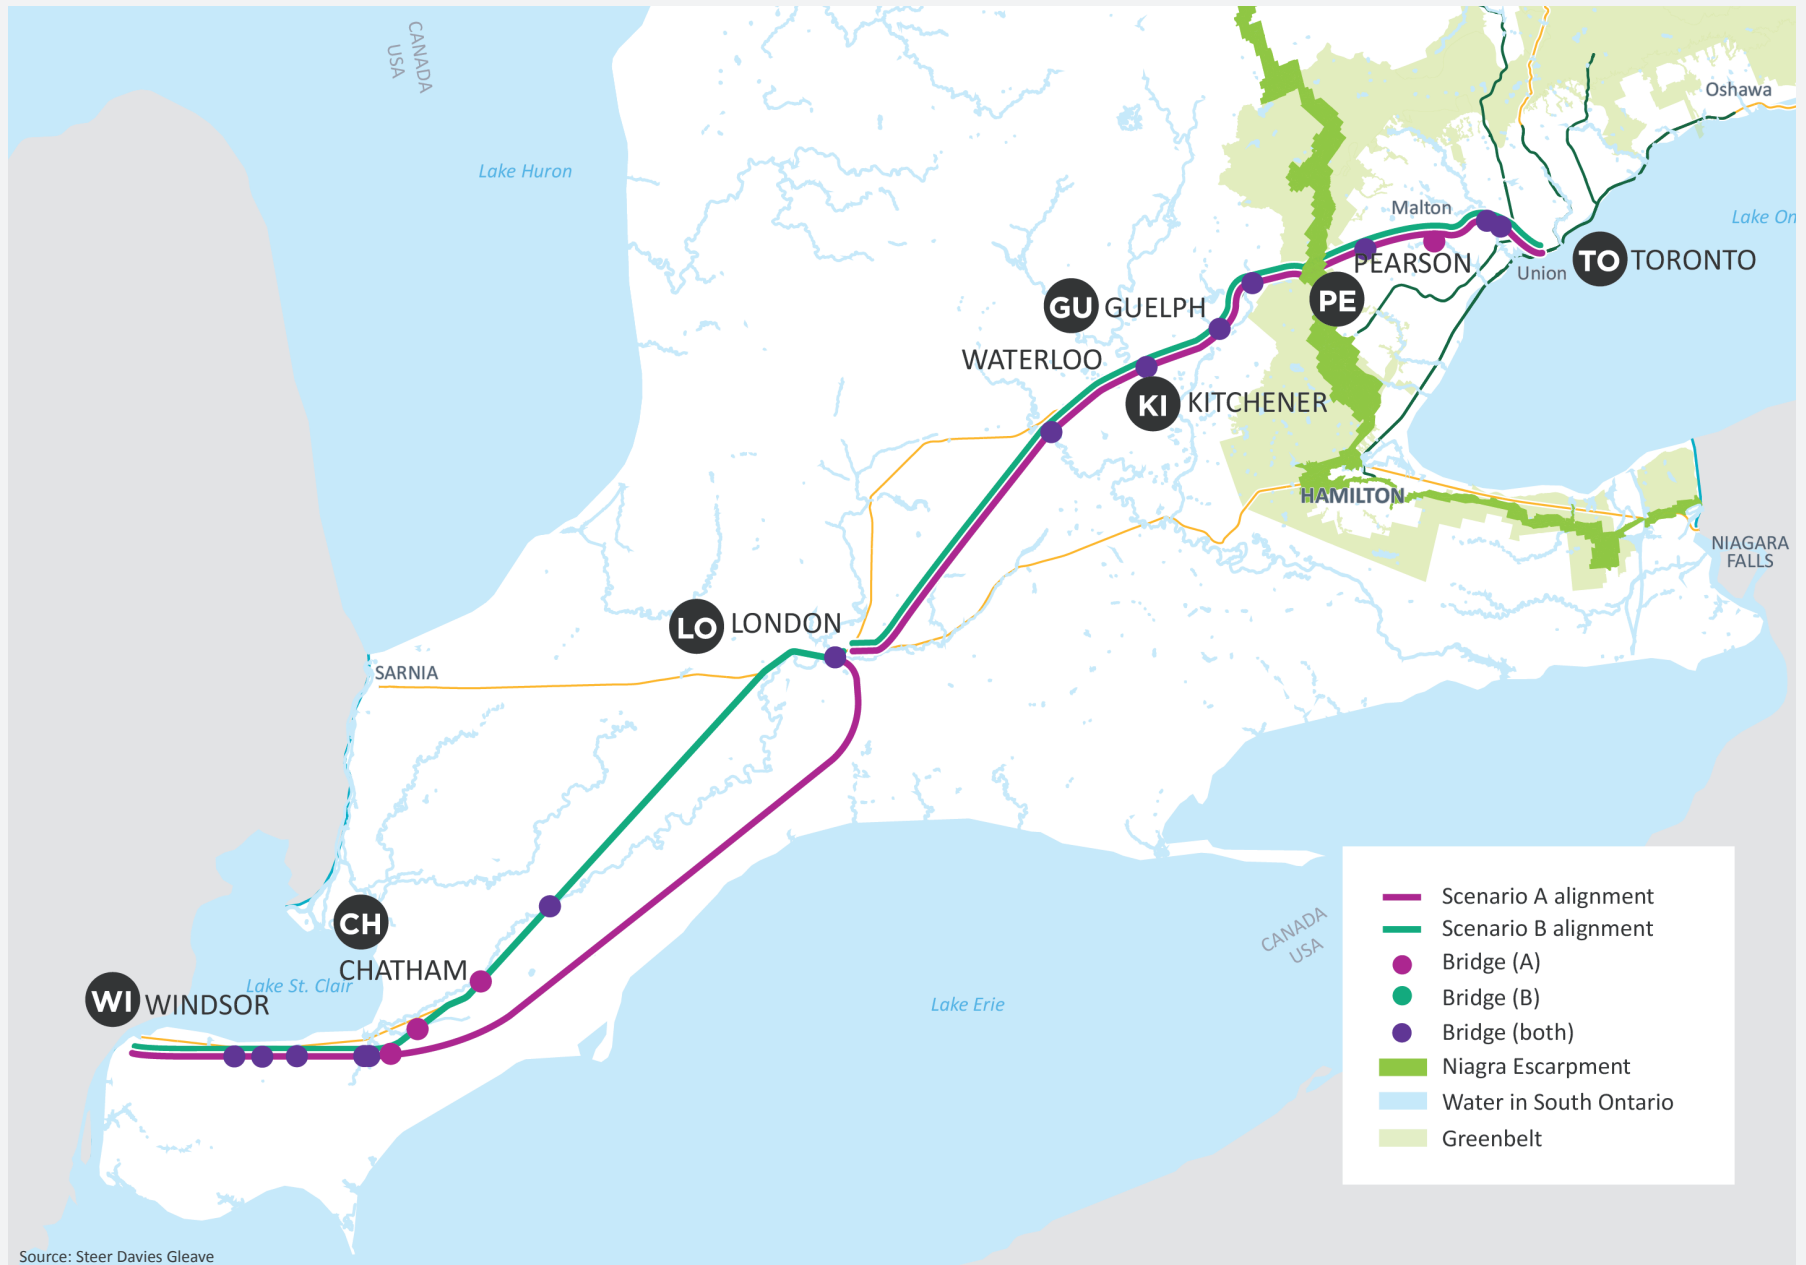 CANADA
USA
Oshawa
Lake Huron
Malton
Lake On
PEARSON
Union
TO TORONTO
PE
GU GUELPH
WATERLOO
KI KITCHENER
HAMILTON
NIAGARA
FALLS
LO LONDON
SARNIA
CH
CHATHAM
Lake St. Clair
WI WINDSOR
Lake Erie
CANADA
USA
Scenario A alignment
Scenario B alignment
Bridge (A)
Bridge (B)
Bridge (both)
Niagra Escarpment
Water in South Ontario
Greenbelt
Source: Steer Davies Gleave